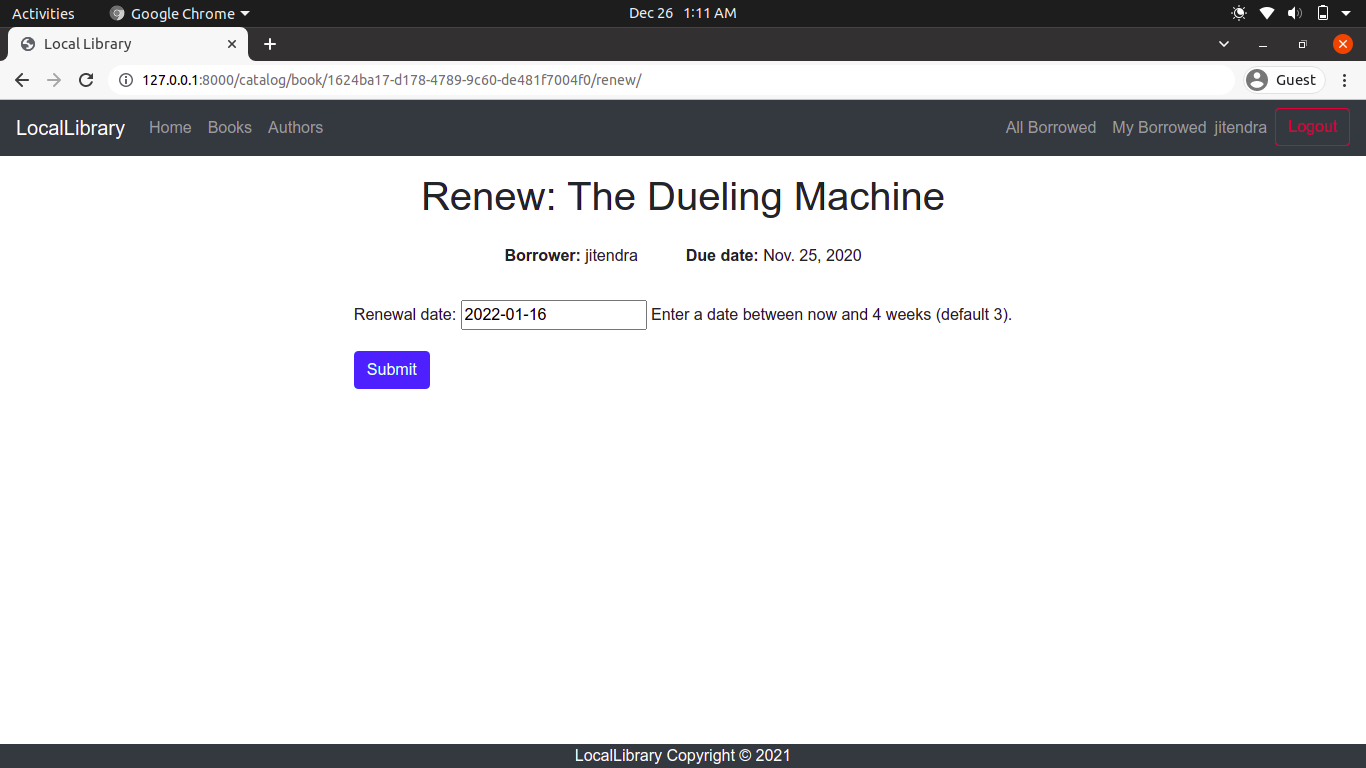 Activities Google Chrome Dec 26 1:11 AM
Local Library
127.0.0.1:8000/catalog/book/1624ba17-d178-4789-9c60-de481f7004f0/renew/ Guest
LocalLibrary Home Books Authors All Borrowed My Borrowed jitendra Logout
Renew: The Dueling Machine
Borrower: jitendra Due date: Nov. 25, 2020
Renewal date: 2022-01-16 Enter a date between now and 4 weeks (default 3).
Submit
LocalLibrary Copyright © 2021